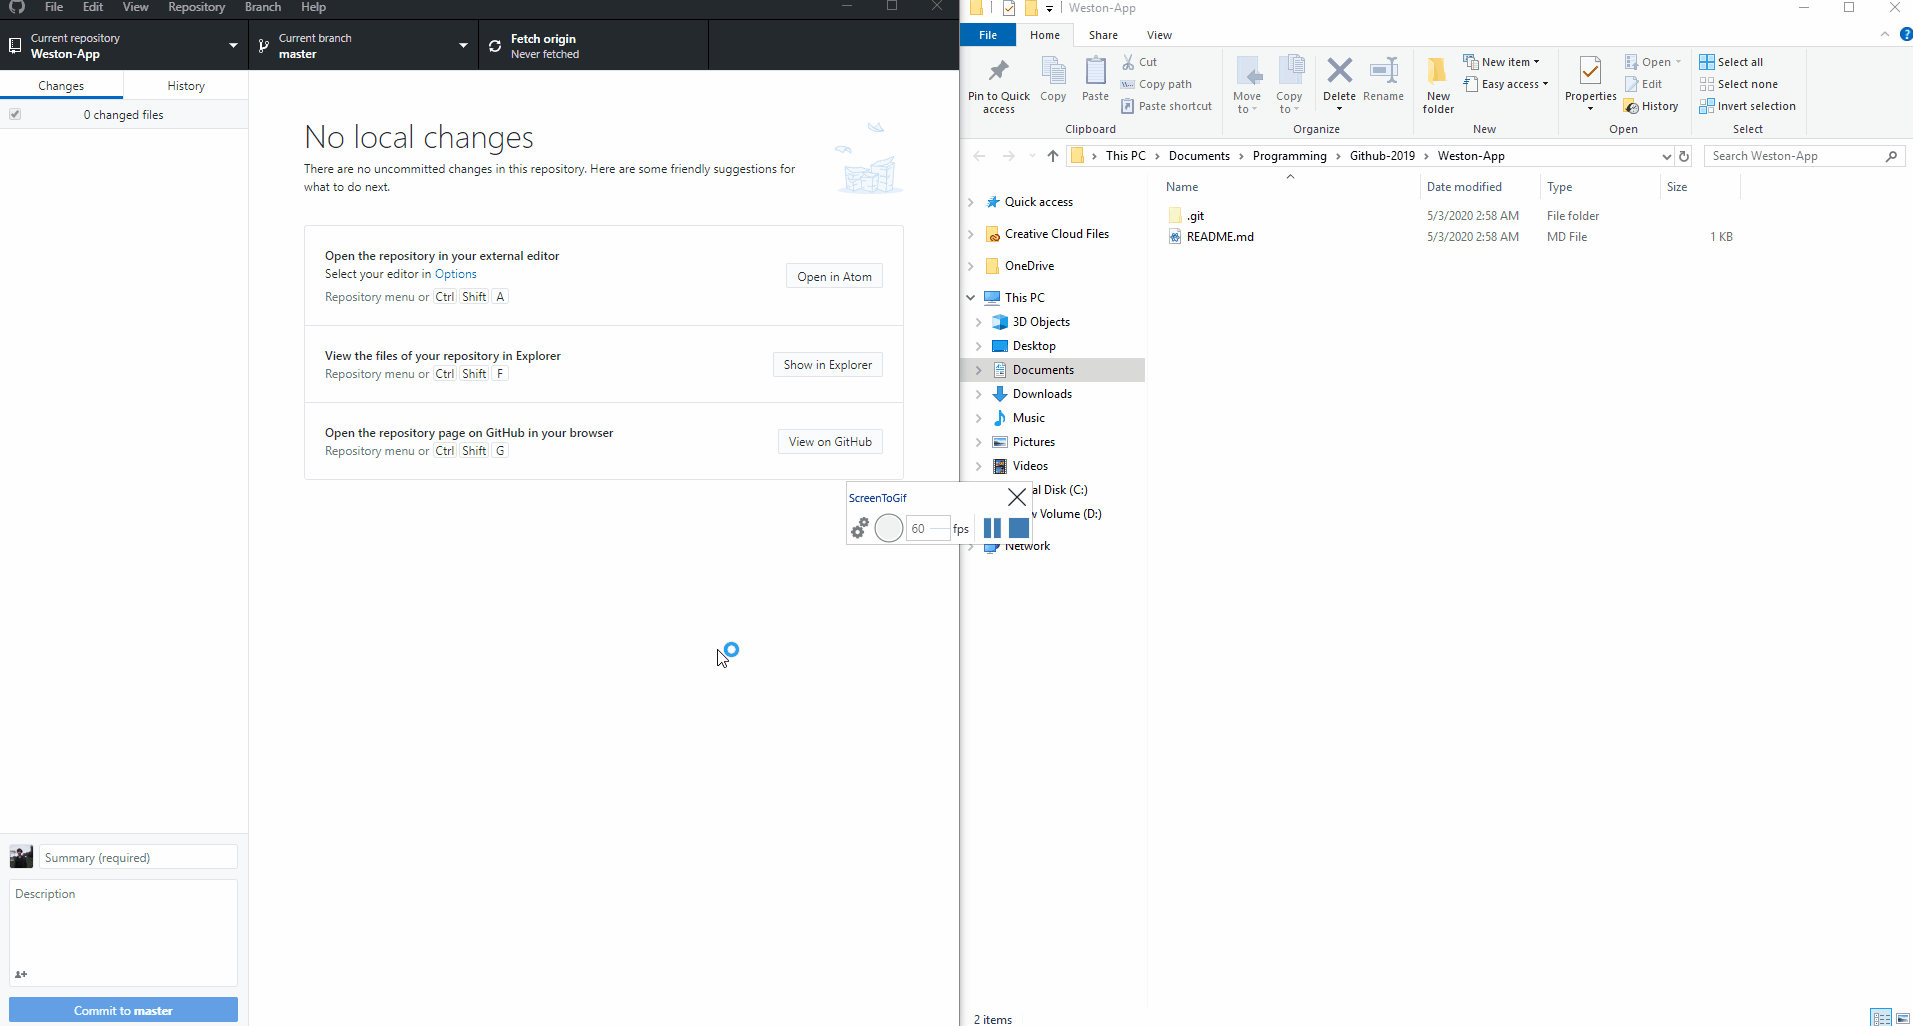 File Edit View Repository Branch Help
Current repository
Weston-App
Current branch
master
Fetch origin
Never fetched
Changes History
0 changed files
No local changes
There are no uncommitted changes in this repository. Here are some friendly suggestions for
what to do next.
Open the repository in your external editor
Select your editor in Options
Repository menu or Ctrl Shift A
Open in Atom
View the files of your repository in Explorer
Repository menu or Ctrl Shift F
Show in Explorer
Open the repository page on GitHub in your browser
Repository menu or Ctrl Shift G
View on GitHub
Summary (required)
Description
Commit to master
ScreenToGif
60 fps
Weston-App
File Home Share View
?
Pin to Quick
access
Copy
Paste
Cut
Copy path
Paste shortcut
Clipboard
Move
to
Copy
to
Delete
Rename
Organize
New
folder
New item
Easy access
New
Properties
Open
Edit
History
Open
Select all
Select none
Invert selection
Select
This PC Documents Programming Github-2019 Weston-App
Search Weston-App
Name Date modified Type Size
.git 5/3/2020 2:58 AM File folder
README.md 5/3/2020 2:58 AM MD File 1 KB
Quick access
Creative Cloud Files
OneDrive
This PC
3D Objects
Desktop
Documents
Downloads
Music
Pictures
Videos
al Disk (C:)
Volume (D:)
Network
2 items